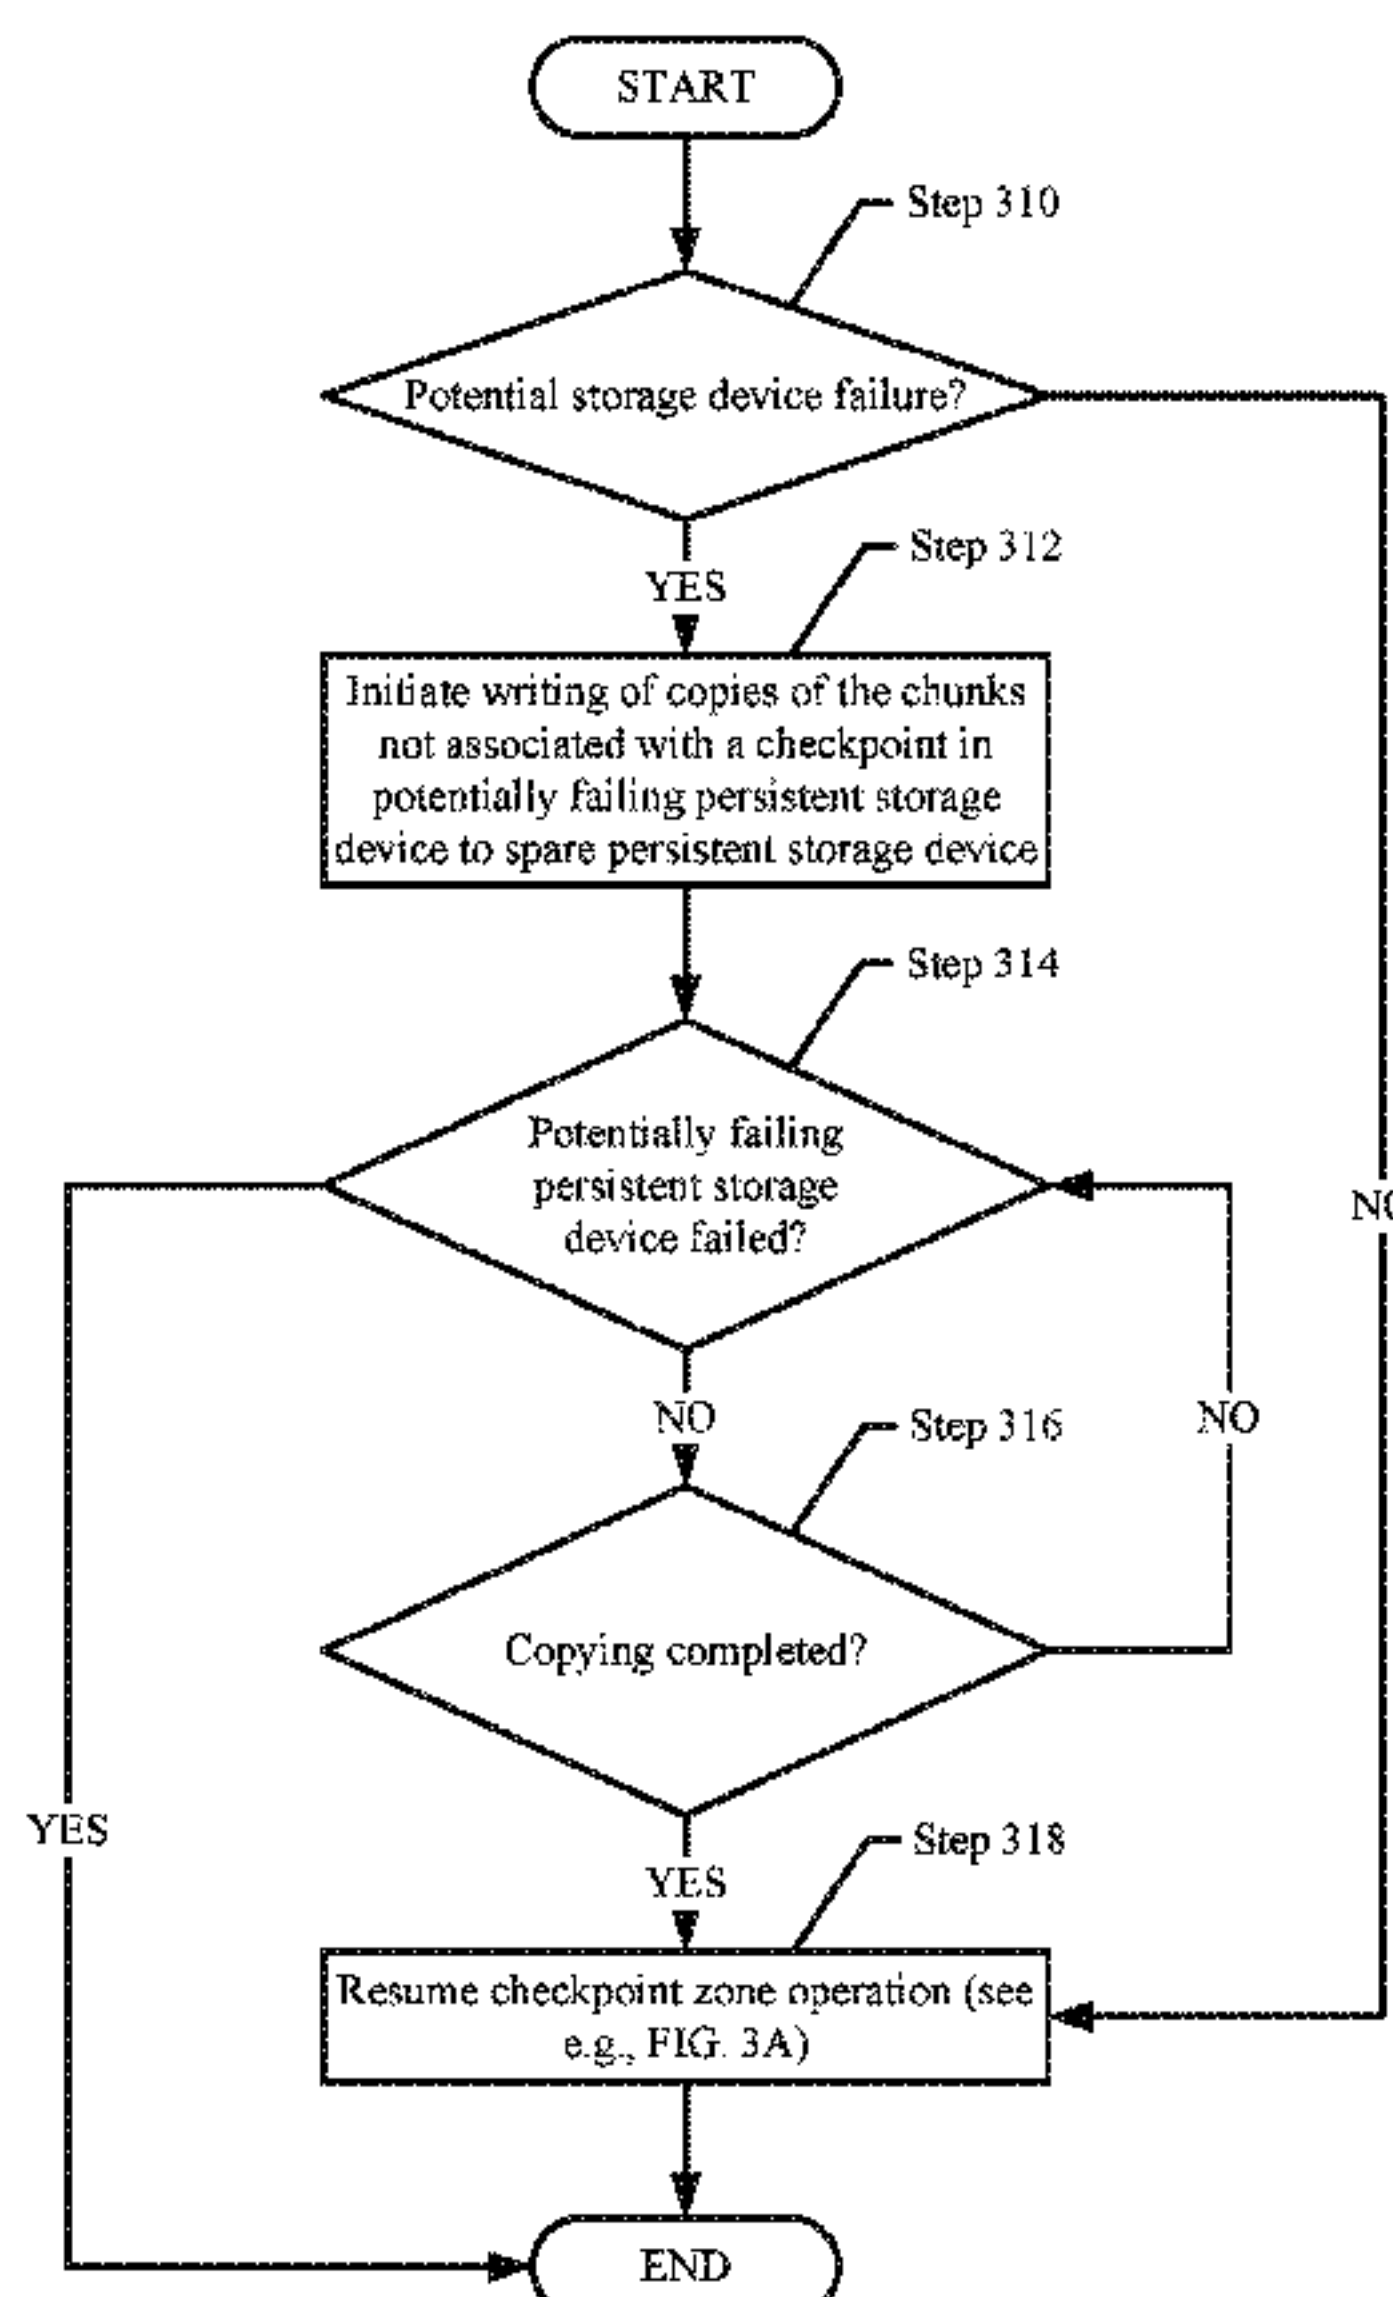 START
Step 310
Potential storage device failure?
Step 312
YES
Initiate writing of copies of the chunks
not associated with a checkpoint in
potentially failing persistent storage
device to spare persistent storage device
Step 314
Potentially failing
persistent storage
device failed?
NO
NO
Step 316
NO
Copying completed?
YES
Step 318
YES
Resume checkpoint zone operation (see
e.g., FIG. 3A)
END